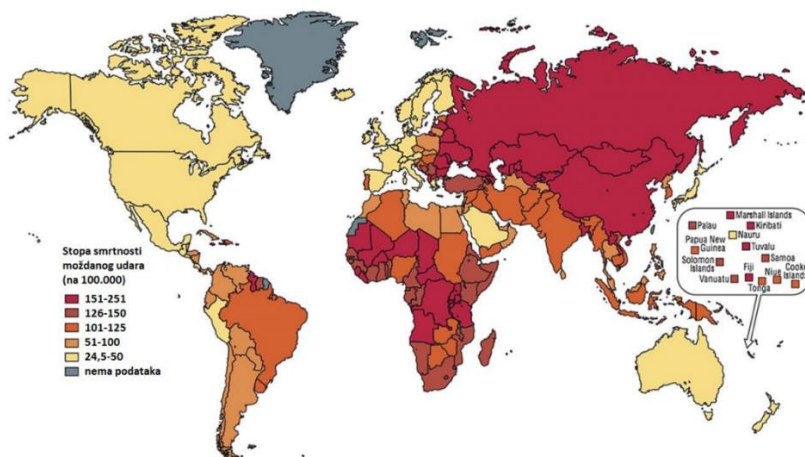 Stopa smrtnosti
moždanog udara
(na 100.000)
151-251
126-150
101-125
51-100
24,5-50
nema podataka
Marshall Islands
Palau
Kiribati
Nauru
Papua New
Guinea
Tuvalu
Solomon
Islands
Samoa
Fiji
Cook
Islands
Niue
Vanuatu
Tonga